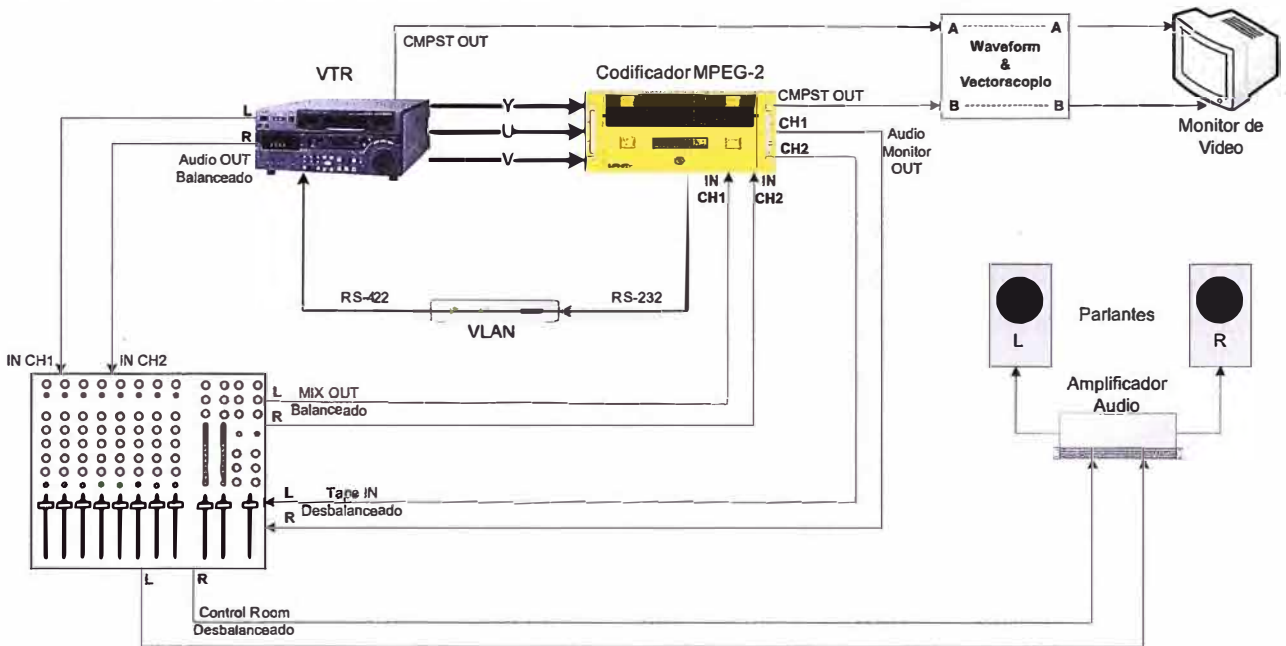 CMPST OUT
VTR
Codificador MPEG-2
A
A
Waveform
&
Vectorscopio
B
B
Monitor de
Video
CMPST OUT
CH1
CH2
Audio
Monitor
OUT
L
R
Audio OUT
Balanceado
Y
U
V
IN
CH1
IN
CH2
RS-422
RS-232
VLAN
L
R
Parlantes
Amplificador
Audio
IN CH1
IN CH2
L
MIX OUT
Balanceado
R
L
Tape IN
Desbalanceado
R
L
R
Control Room
Desbalanceado